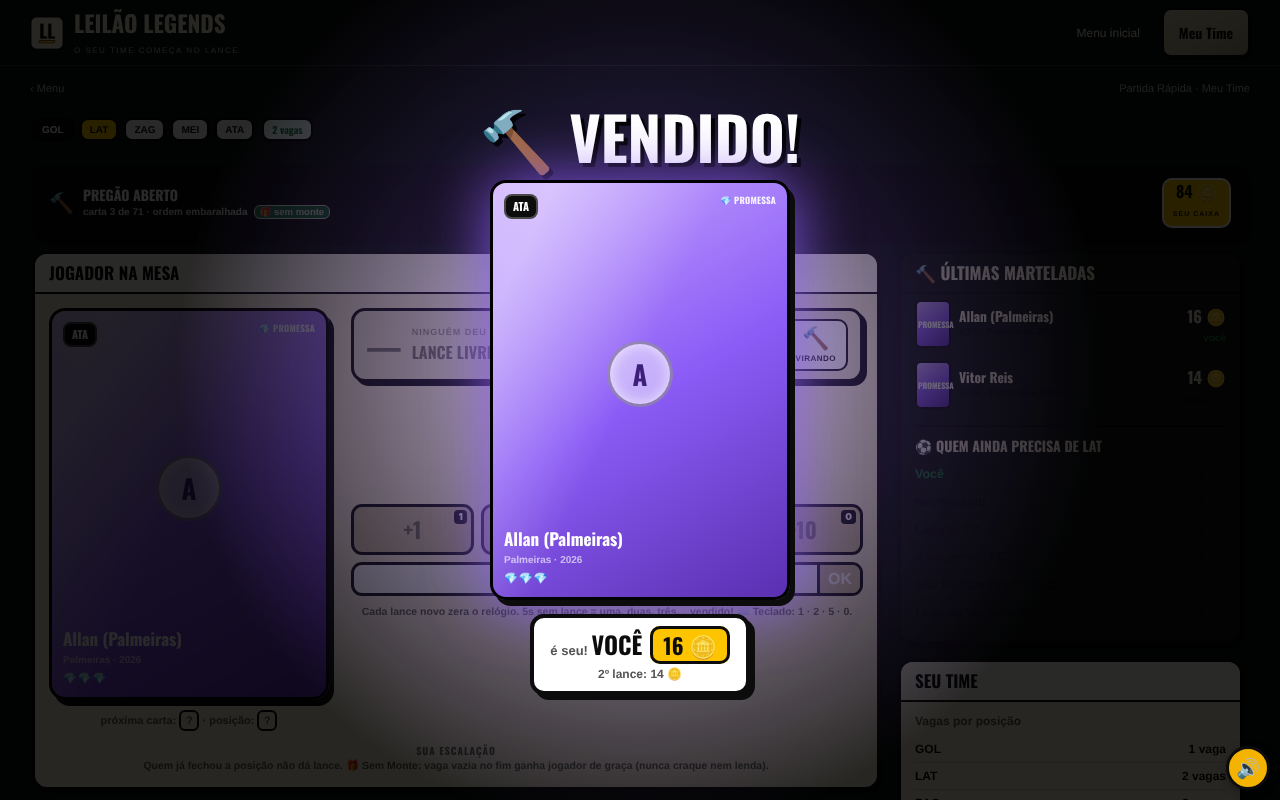 LL
LEILÃO LEGENDS
O SEU TIME COMEÇA NO LANCE
Menu inicial
Meu Time
‹ Menu
Partida Rápida · Meu Time
GOL
LAT
ZAG
MEI
ATA
2 vagas
VENDIDO!
PREGÃO ABERTO
carta 3 de 71 · ordem embaralhada
sem monte
84
SEU CAIXA
JOGADOR NA MESA
ATA
PROMESSA
A
Allan (Palmeiras)
Palmeiras · 2026
NINGUÉM DEU
LANCE LIVRE
VIRANDO
+1
1
10
0
OK
Cada lance novo zera o relógio. 5s sem lance = uma, duas, três... vendido!
Teclado: 1 · 2 · 5 · 0.
ATA
PROMESSA
A
Allan (Palmeiras)
Palmeiras · 2026
é seu! VOCÊ 16
2º lance: 14
próxima carta: ? · posição: ?
SUA ESCALAÇÃO
Quem já fechou a posição não dá lance. Sem Monte: vaga vazia no fim ganha jogador de graça (nunca craque nem lenda).
ÚLTIMAS MARTELADAS
PROMESSA
Allan (Palmeiras)
16
você
PROMESSA
Vitor Reis
14
QUEM AINDA PRECISA DE LAT
Você
SEU TIME
Vagas por posição
GOL
1 vaga
LAT
2 vagas